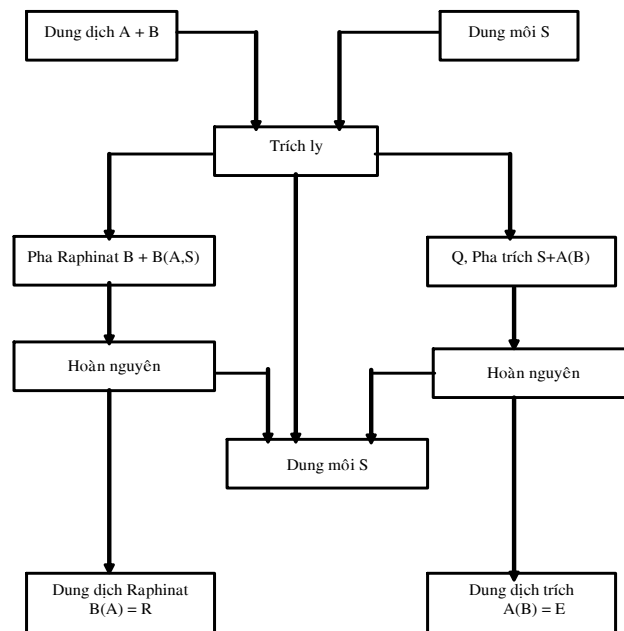 Dung dịch A + B
Dung môi S
Trích ly
Pha Raphinat B + B(A,S)
Q, Pha trích S+A(B)
Hoàn nguyên
Hoàn nguyên
Dung môi S
Dung dịch Raphinat
B(A) = R
Dung dịch trích
A(B) = E